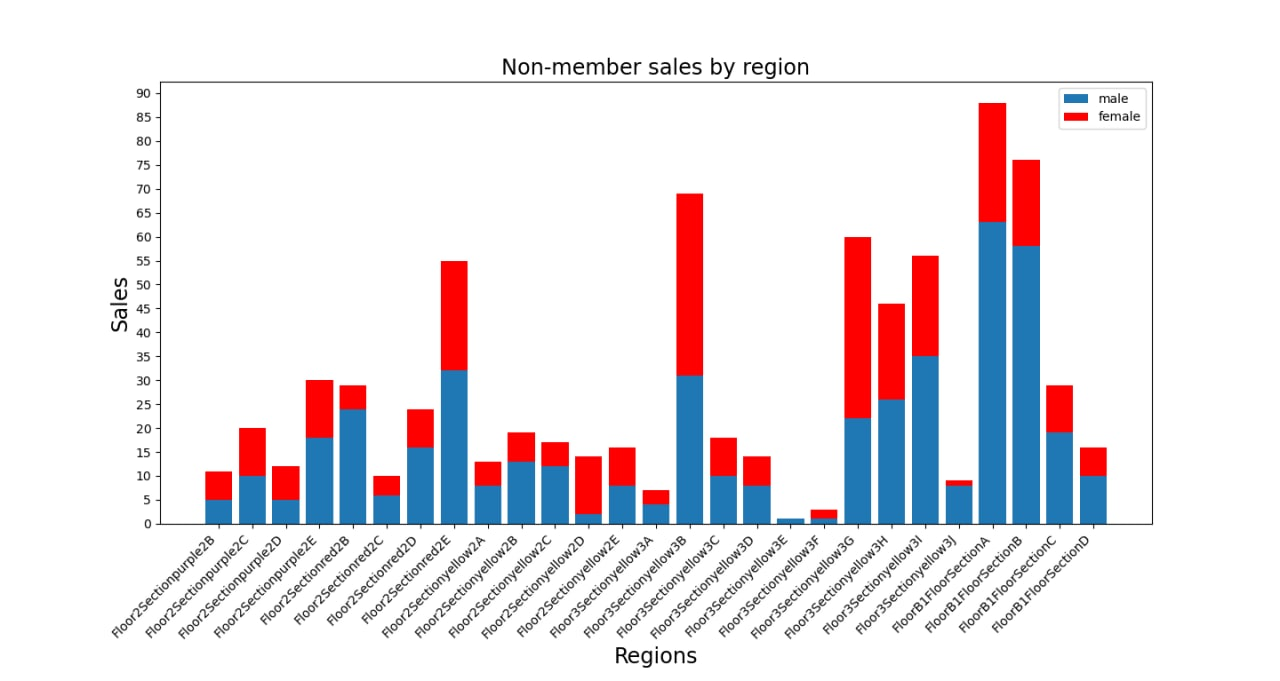 Non-member sales by region
male
female
Sales
90
85
80
75
70
65
60
55
50
45
40
35
30
25
20
15
10
5
0
Floor2Sectionpurple2B
Floor2Sectionpurple2C
Floor2Sectionpurple2D
Floor2Sectionpurple2E
Floor2Sectionred2B
Floor2Sectionred2C
Floor2Sectionred2D
Floor2Sectionred2E
Floor2Sectionyellow2A
Floor2Sectionyellow2B
Floor2Sectionyellow2C
Floor2Sectionyellow2D
Floor2Sectionyellow2E
Floor3Sectionyellow3A
Floor3Sectionyellow3B
Floor3Sectionyellow3C
Floor3Sectionyellow3D
Floor3Sectionyellow3E
Floor3Sectionyellow3F
Floor3Sectionyellow3G
Floor3Sectionyellow3H
Floor3Sectionyellow3I
Floor3Sectionyellow3J
FloorB1FloorSectionA
FloorB1FloorSectionB
FloorB1FloorSectionC
FloorB1FloorSectionD
Regions